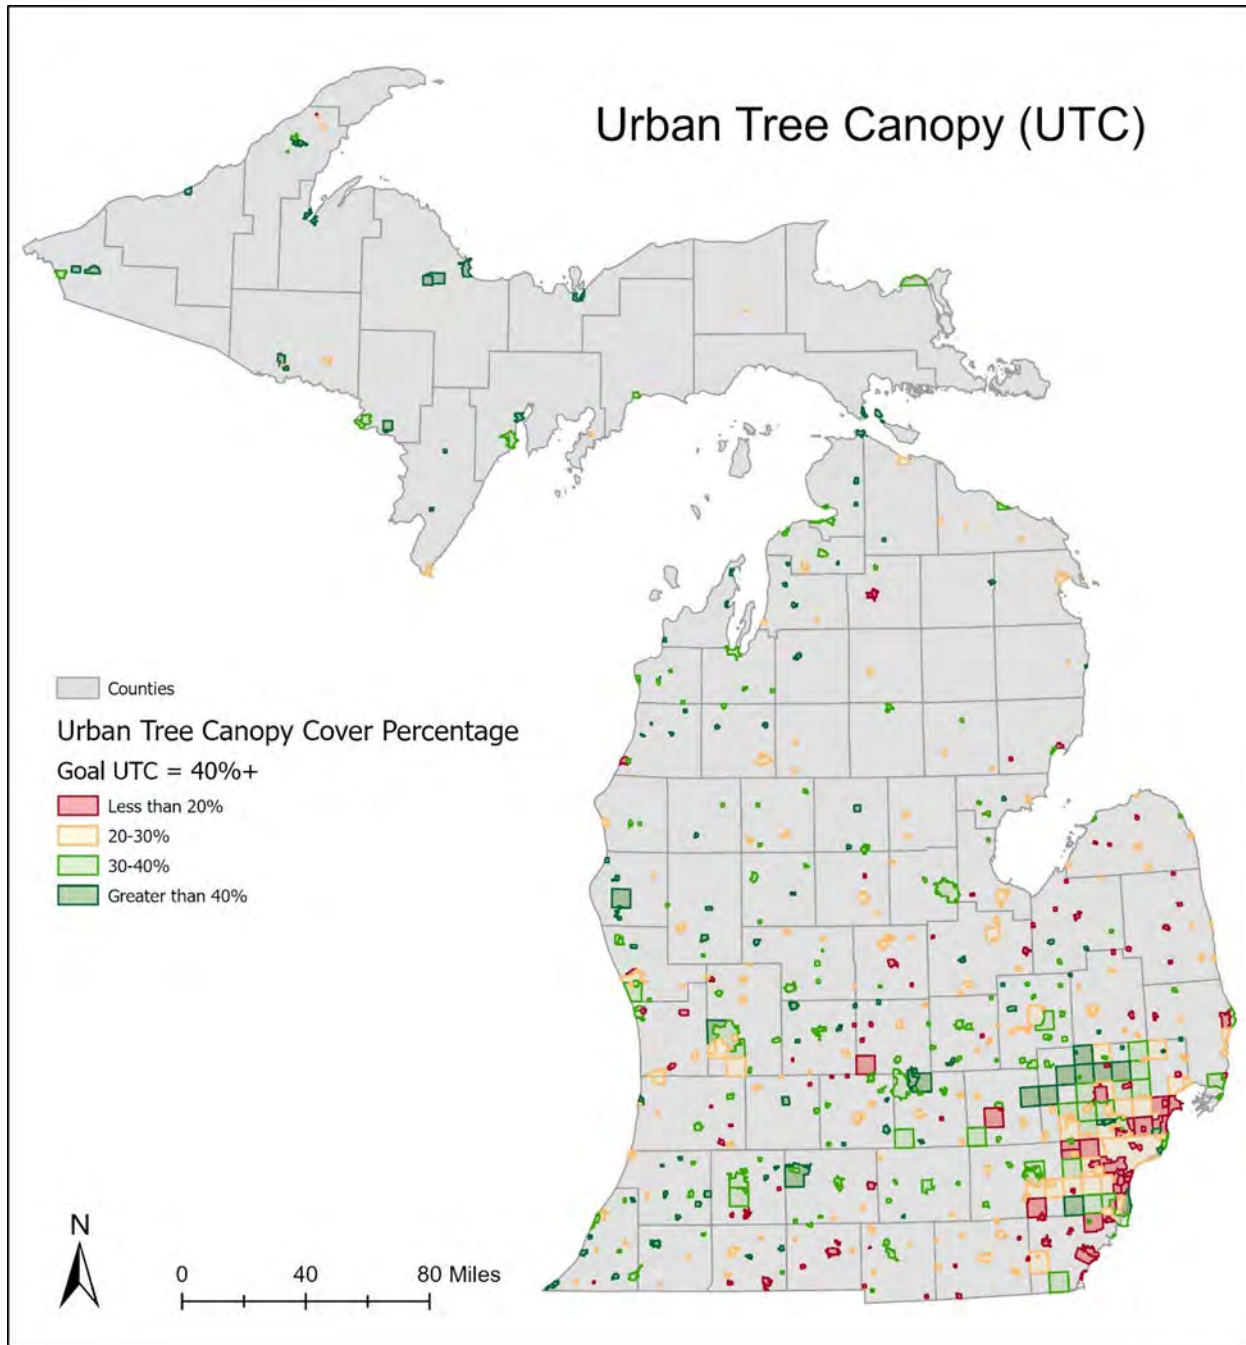 Urban Tree Canopy (UTC)
Counties
Urban Tree Canopy Cover Percentage
Goal UTC = 40%+
Less than 20%
20-30%
30-40%
Greater than 40%
N
0 40 80 Miles